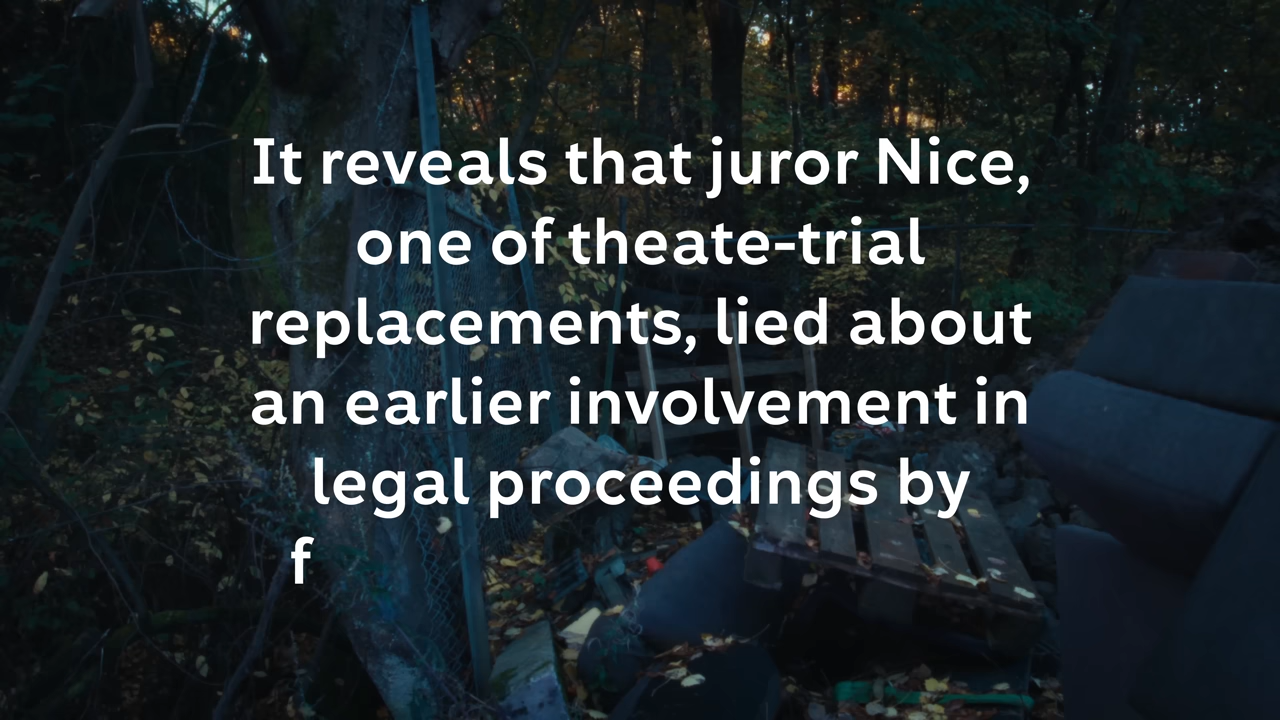 It reveals that juror Nice,
one of theate-trial
replacements, lied about
an earlier involvement in
legal proceedings by
f